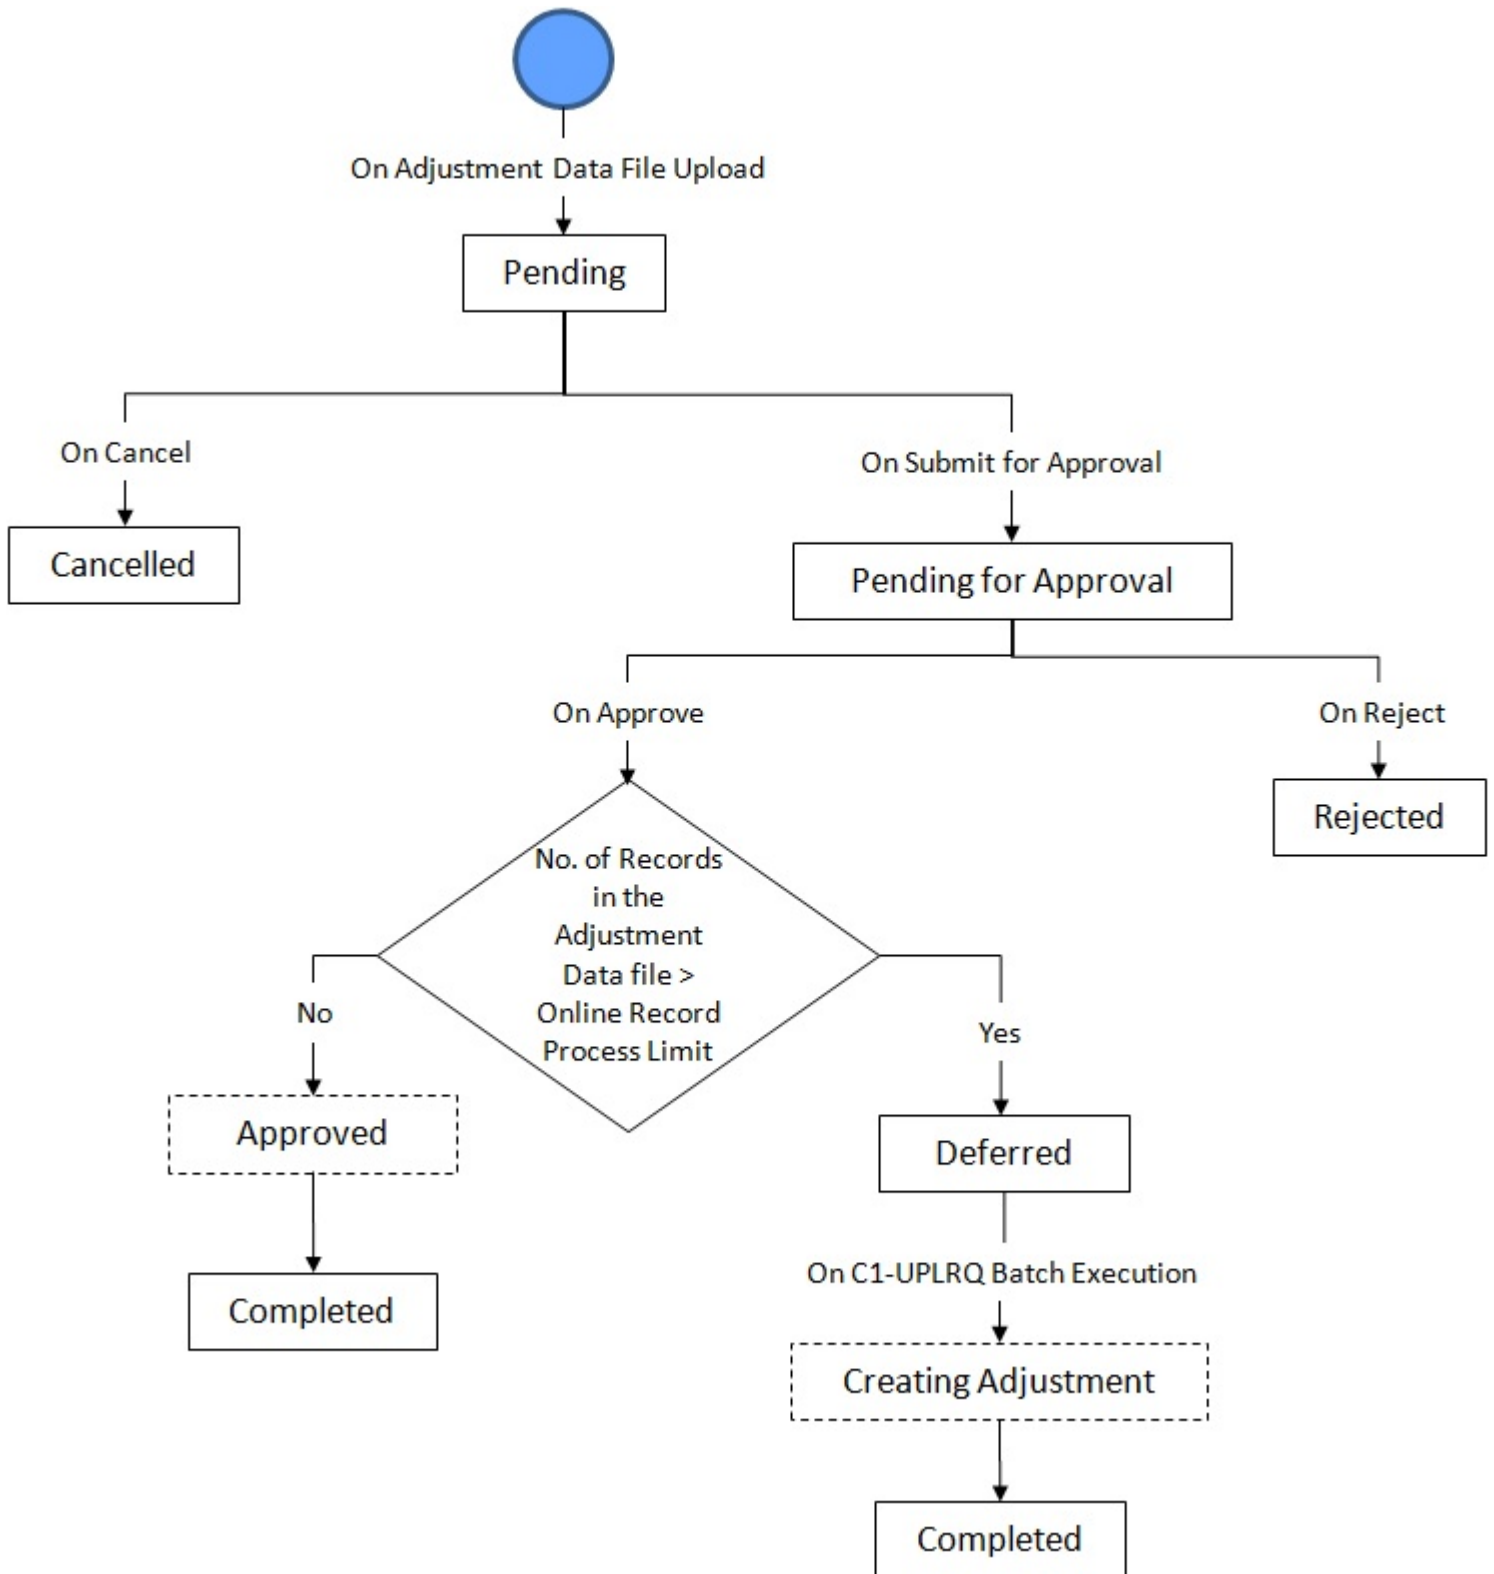 On Adjustment Data File Upload
Pending
On Cancel
On Submit for Approval
Cancelled
Pending for Approval
On Approve
On Reject
Rejected
No. of Records
in the
Adjustment
Data file >
Online Record
Process Limit
No
Yes
Approved
Deferred
Completed
On C1-UPLRQ Batch Execution
Creating Adjustment
Completed